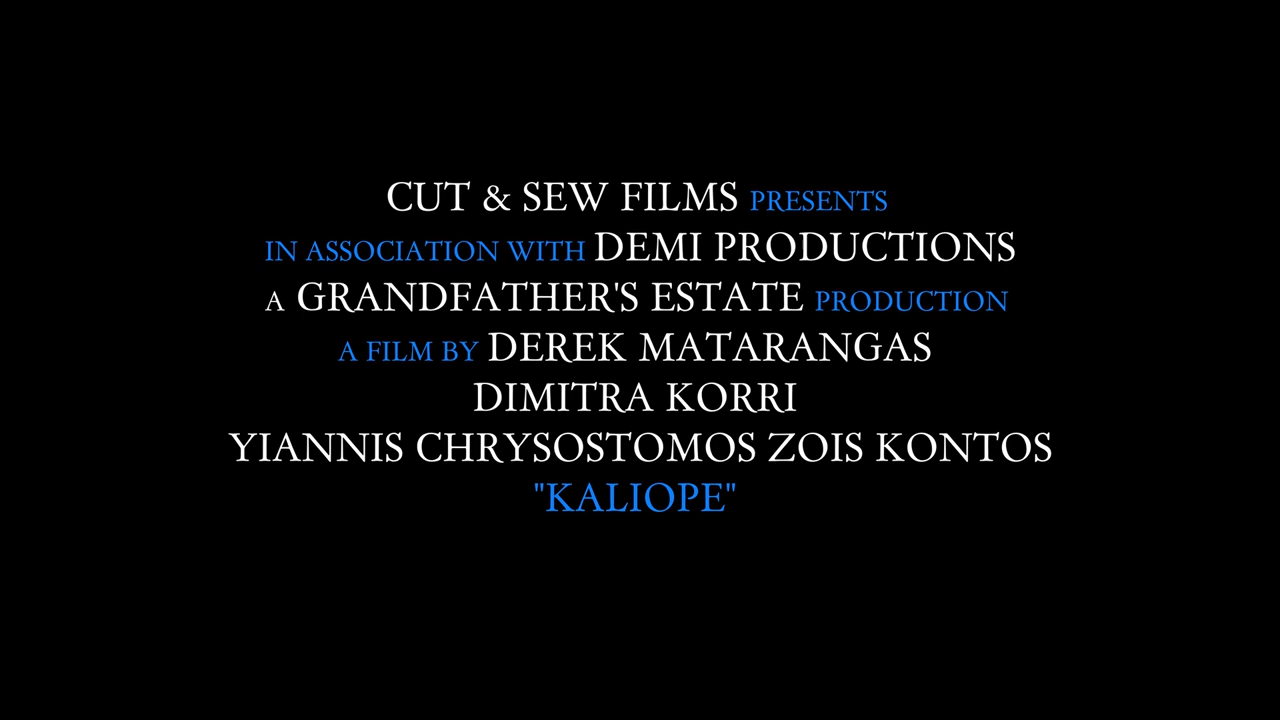 CUT & SEW FILMS PRESENTS
IN ASSOCIATION WITH DEMI PRODUCTIONS
A GRANDFATHER'S ESTATE PRODUCTION
A FILM BY DEREK MATARANGAS
DIMITRA KORRI
YIANNIS CHRYSOSTOMOS ZOIS KONTOS
"KALIOPE"